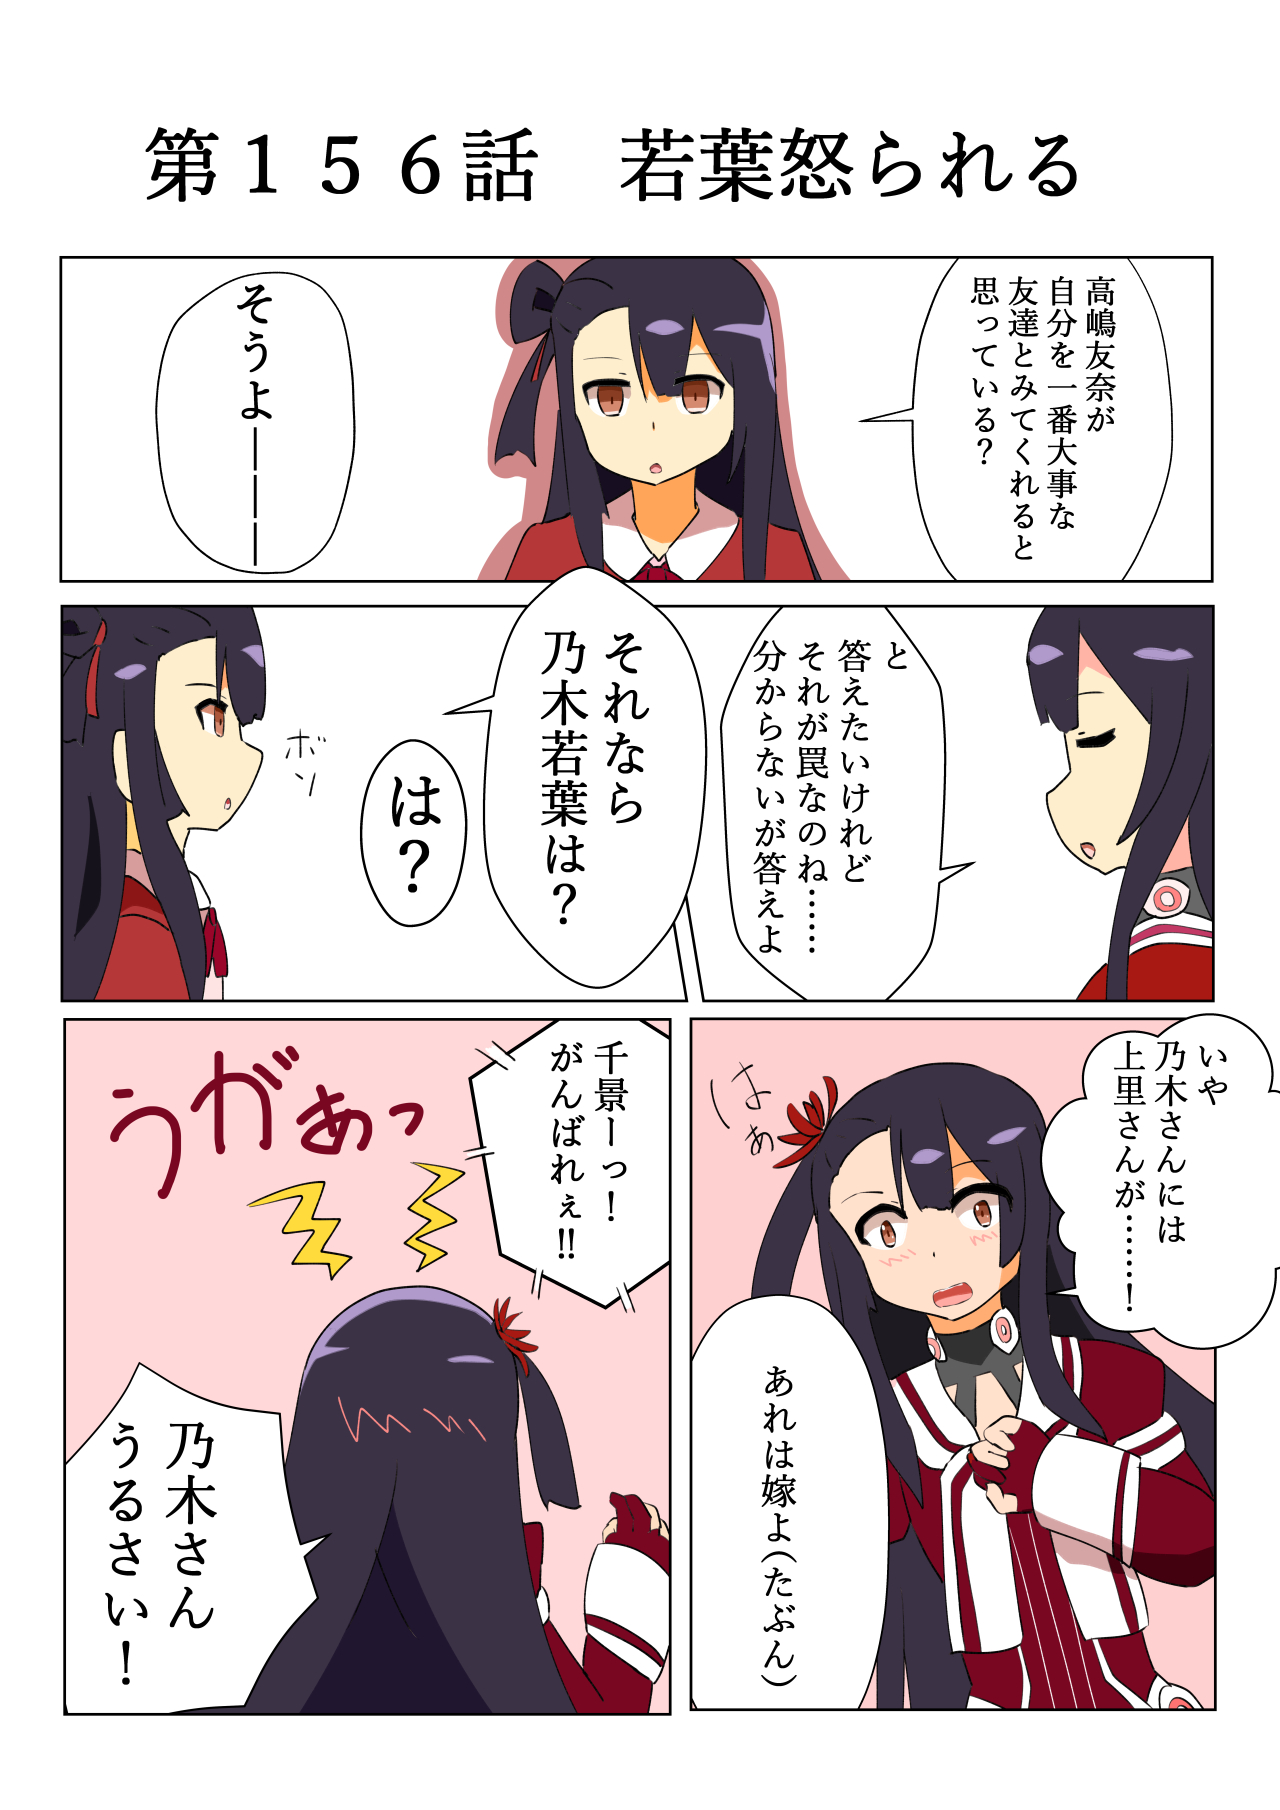 第１５６話　若葉怒られる
高嶋友奈が
自分を一番大事な
友達とみてくれると
思っている？
そうよ―――
と
答えたいけれど
それが罠なのね……
分からないが答えよ
それなら
乃木若葉は？
は？
ボソ
いや
乃木さんには
上里さんが……！
はぁ
あれは嫁よ（たぶん）
千景ーっ！
がんばれぇ!!
うがあっ
乃木さん
うるさい！